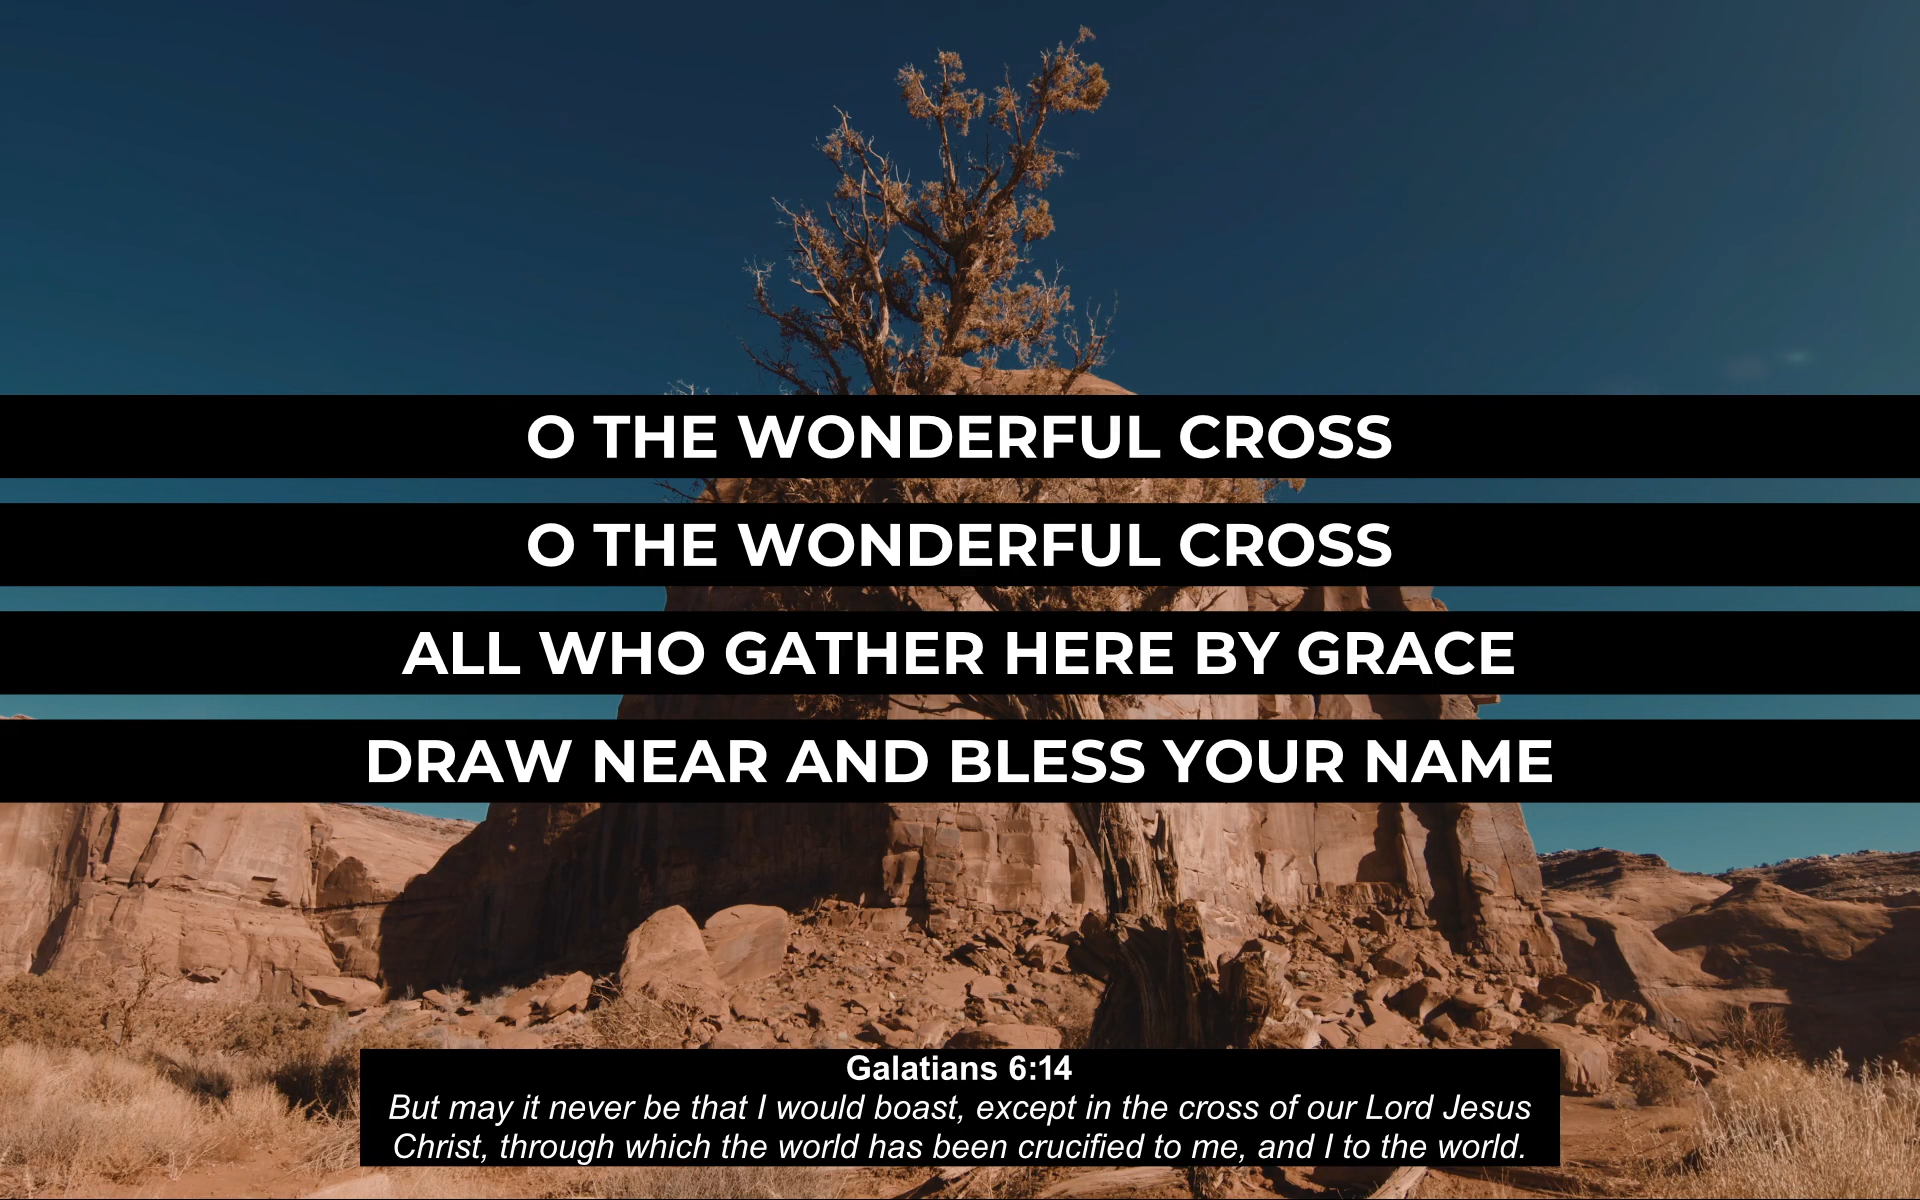 O THE WONDERFUL CROSS
O THE WONDERFUL CROSS
ALL WHO GATHER HERE BY GRACE
DRAW NEAR AND BLESS YOUR NAME
Galatians 6:14
But may it never be that I would boast, except in the cross of our Lord Jesus
Christ, through which the world has been crucified to me, and I to the world.